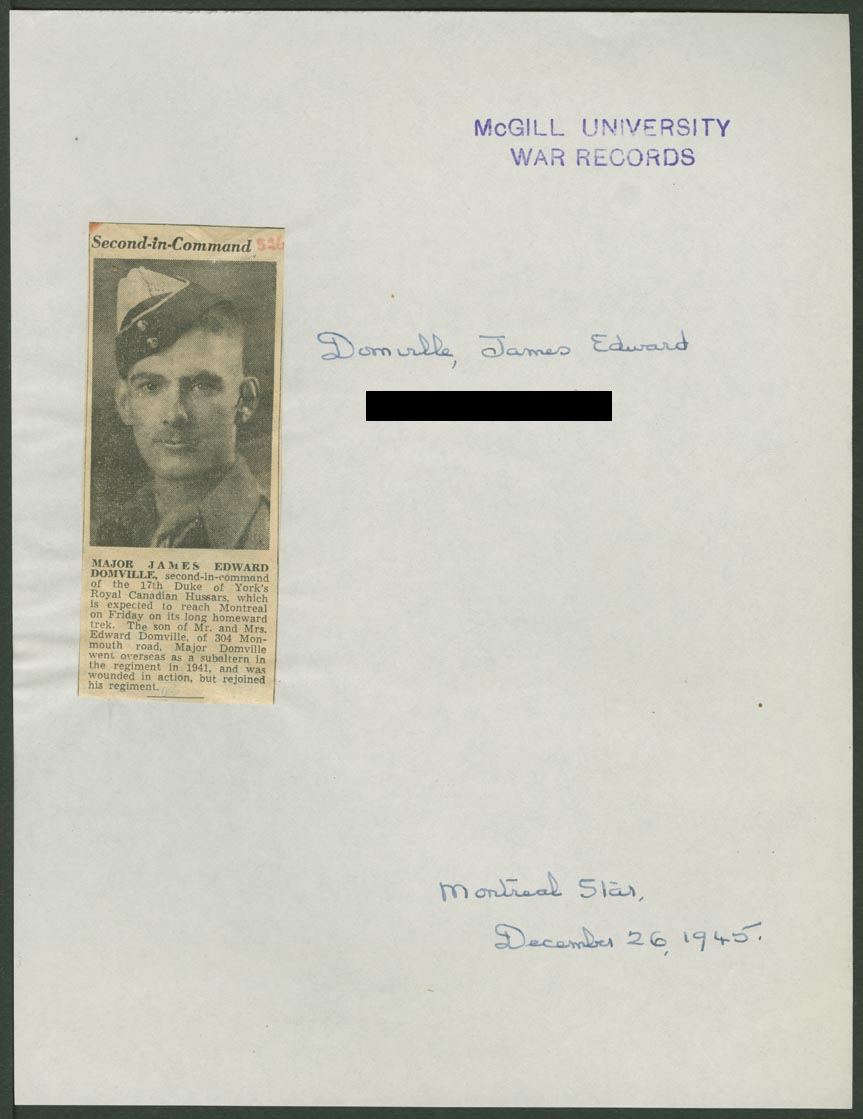 McGILL UNIVERSITY
WAR RECORDS
Second-in-Command
Domville, James Edward
MAJOR JAMES EDWARD
DOMVILLE, second-in-command
of the 17th Duke of York's
Royal Canadian Hussars, which
is expected to reach Montreal
on Friday on its long homeward
trek. The son of Mr. and Mrs.
Edward Domville, of 304 Mon-
mouth road, Major Domville
went overseas as a subaltern in
the regiment in 1941, and was
wounded in action, but rejoined
his regiment.
Montreal Star,
December 26, 1945.